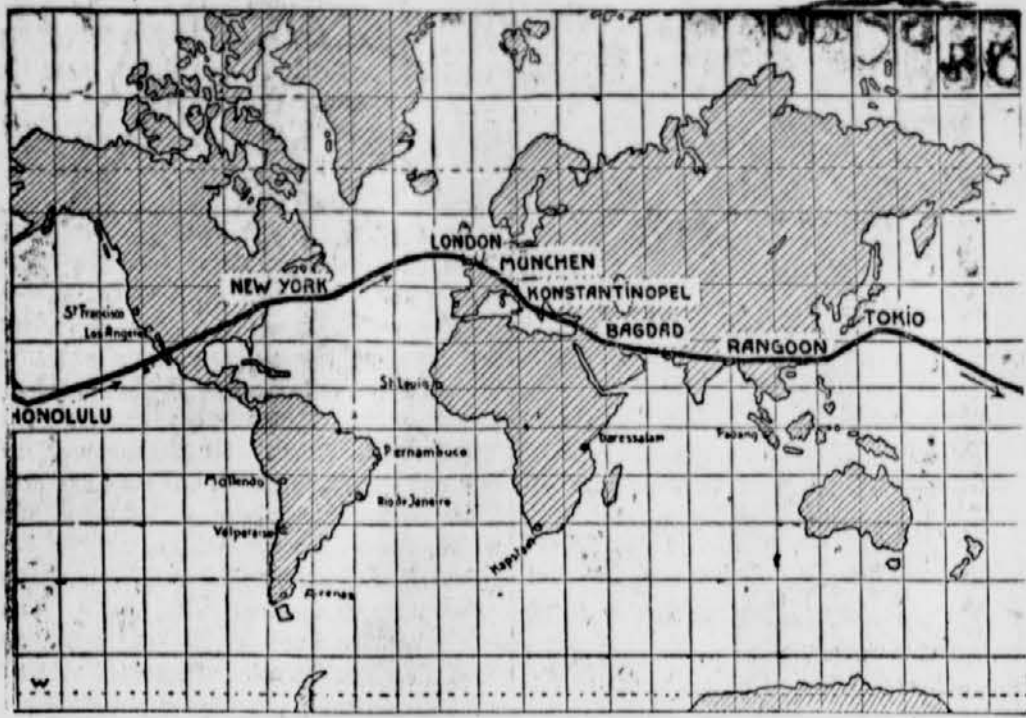 LONDON
MÜNCHEN
NEW YORK
KONSTANTINOPEL
St Francisco
TOKIO
Los Angeles
BAGDAD
RANGOON
St Louis
HONOLULU
Padang
Daressalam
Pernambuco
Mollendo
Rio de Janeiro
Valparaiso
Kapstadt
Arenas
W